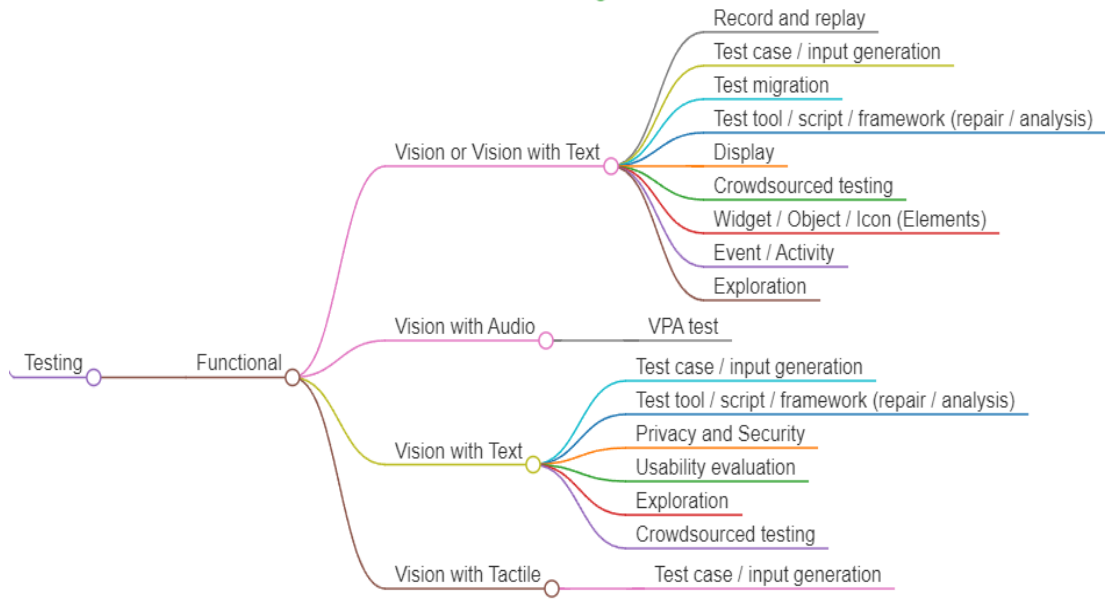 Record and replay
Test case / input generation
Test migration
Test tool / script / framework (repair / analysis)
Vision or Vision with Text
Display
Crowdsourced testing
Widget / Object / Icon (Elements)
Event / Activity
Exploration
Vision with Audio
VPA test
Testing
Functional
Test case / input generation
Test tool / script / framework (repair / analysis)
Privacy and Security
Vision with Text
Usability evaluation
Exploration
Crowdsourced testing
Vision with Tactile
Test case / input generation